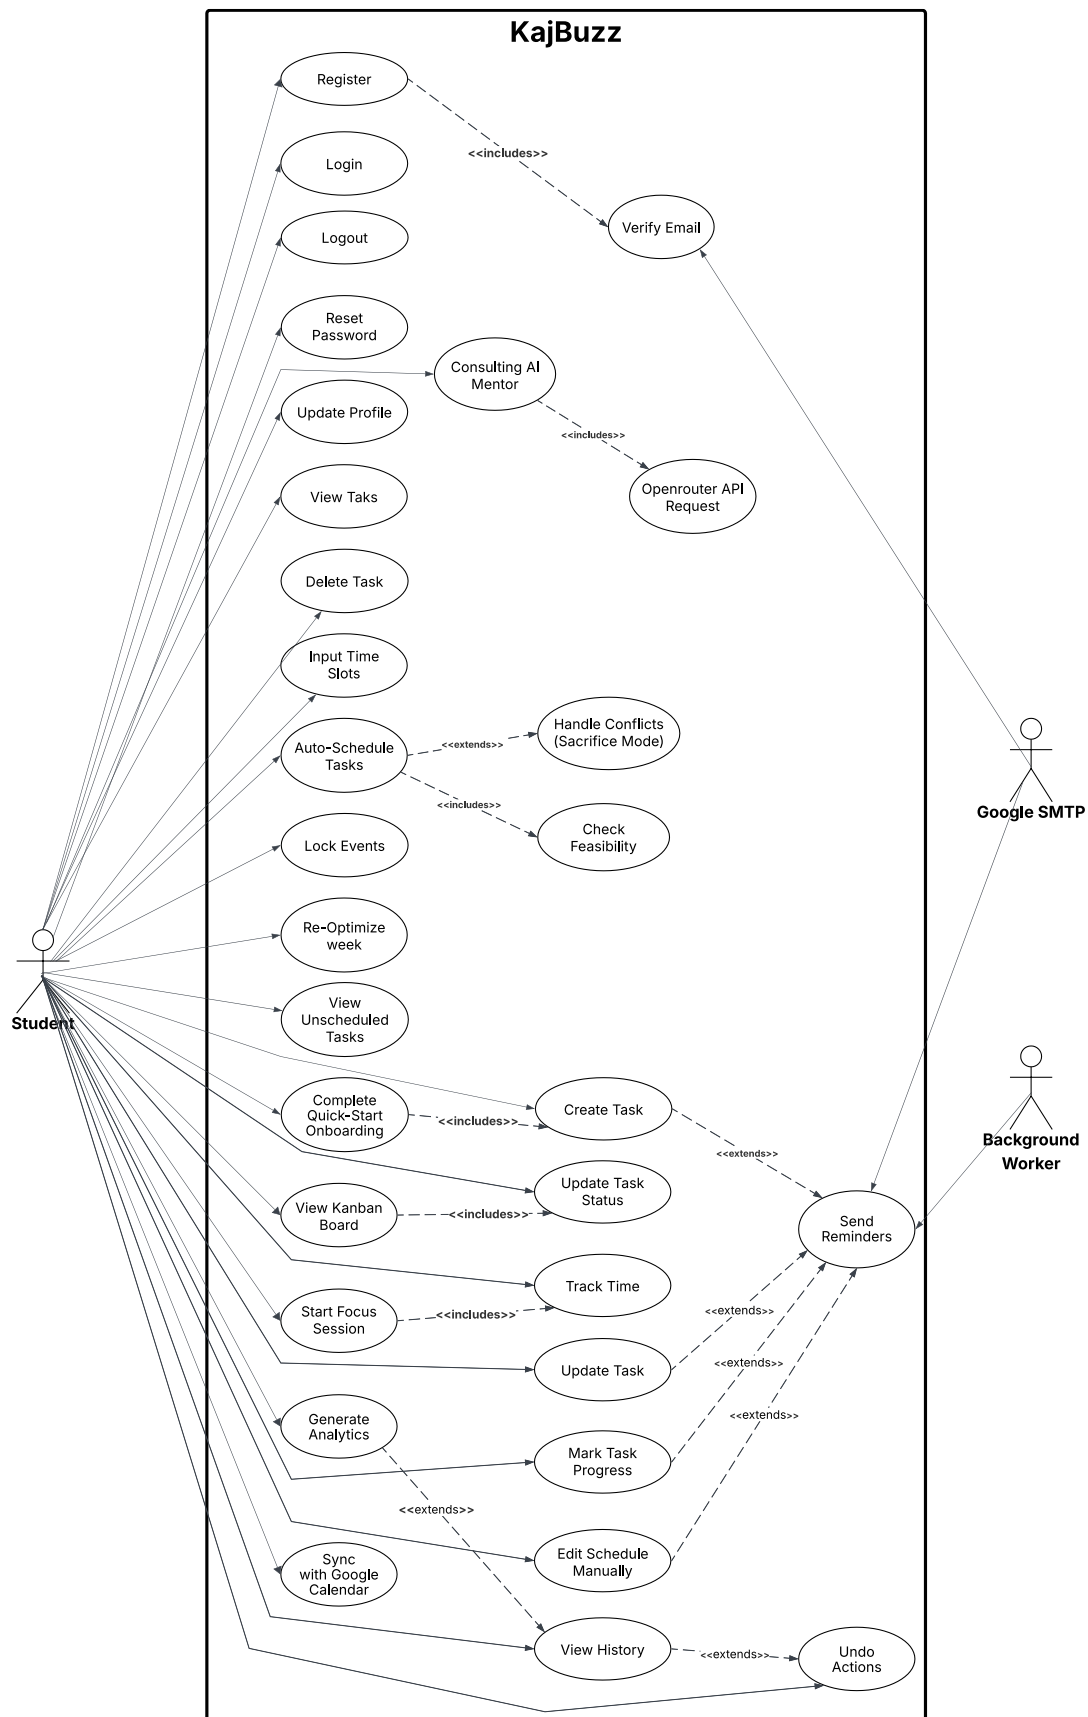 KajBuzz
Register
<<includes>>
Login
Verify Email
Logout
Reset
Password
Consulting AI
Mentor
Update Profile
<<includes>>
View Taks
Openrouter API
Request
Delete Task
Input Time
Slots
Handle Conflicts
(Sacrifice Mode)
Auto-Schedule
Tasks
<<extends>>
<<includes>>
Google SMTP
Check
Feasibility
Lock Events
Re-Optimize
week
Student
View
Unscheduled
Tasks
Complete
Quick-Start
Onboarding
<<includes>>
Create Task
Background
Worker
<<extends>>
Update Task
Status
View Kanban
Board
<<includes>>
Send
Reminders
Track Time
Start Focus
Session
<<includes>>
<<extends>>
Update Task
<<extends>>
Generate
Analytics
<<extends>>
Mark Task
Progress
<<extends>>
Edit Schedule
Manually
Sync
with Google
Calendar
View History
<<extends>>
Undo
Actions